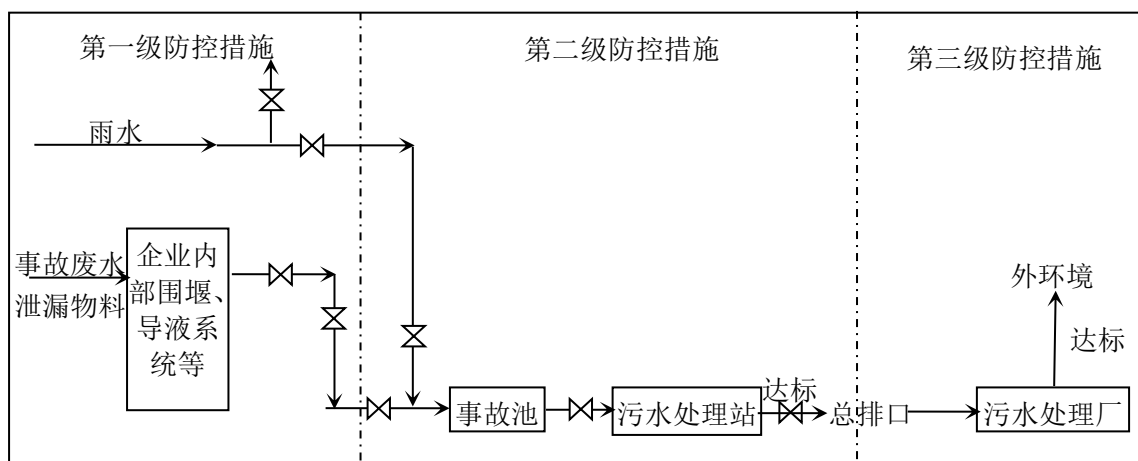 第一级防控措施
第二级防控措施
第三级防控措施
雨水
事故废水
泄漏物料
企业内
部围堰、
导液系
统等
事故池
污水处理站
达标
总排口
污水处理厂
达标
外环境